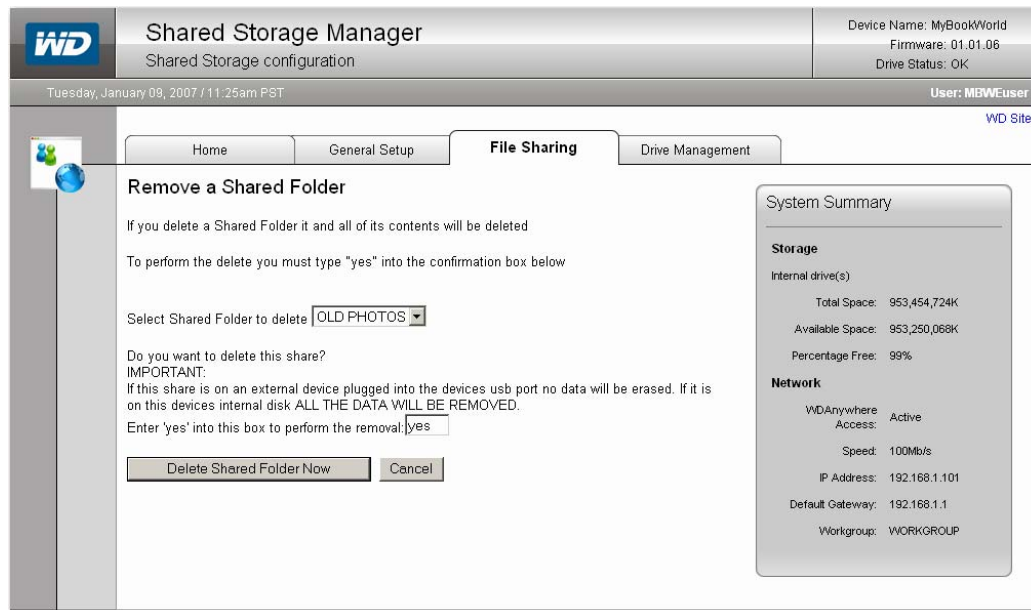 WD
Shared Storage Manager
Shared Storage configuration
Device Name: MyBookWorld
Firmware: 01.01.06
Drive Status: OK
Tuesday, January 09, 2007 / 11:25am PST
User: MBWEuser
WD Site
Home
General Setup
File Sharing
Drive Management
Remove a Shared Folder
If you delete a Shared Folder it and all of its contents will be deleted
To perform the delete you must type "yes" into the confirmation box below
Select Shared Folder to delete OLD PHOTOS
Do you want to delete this share?
IMPORTANT:
If this share is on an external device plugged into the devices usb port no data will be erased. If it is
on this devices internal disk ALL THE DATA WILL BE REMOVED.
Enter 'yes' into this box to perform the removal: yes
Delete Shared Folder Now
Cancel
System Summary
Storage
Internal drive(s)
Total Space: 953,454,724K
Available Space: 953,250,068K
Percentage Free: 99%
Network
WDAnywhere
Access: Active
Speed: 100Mb/s
IP Address: 192.168.1.101
Default Gateway: 192.168.1.1
Workgroup: WORKGROUP